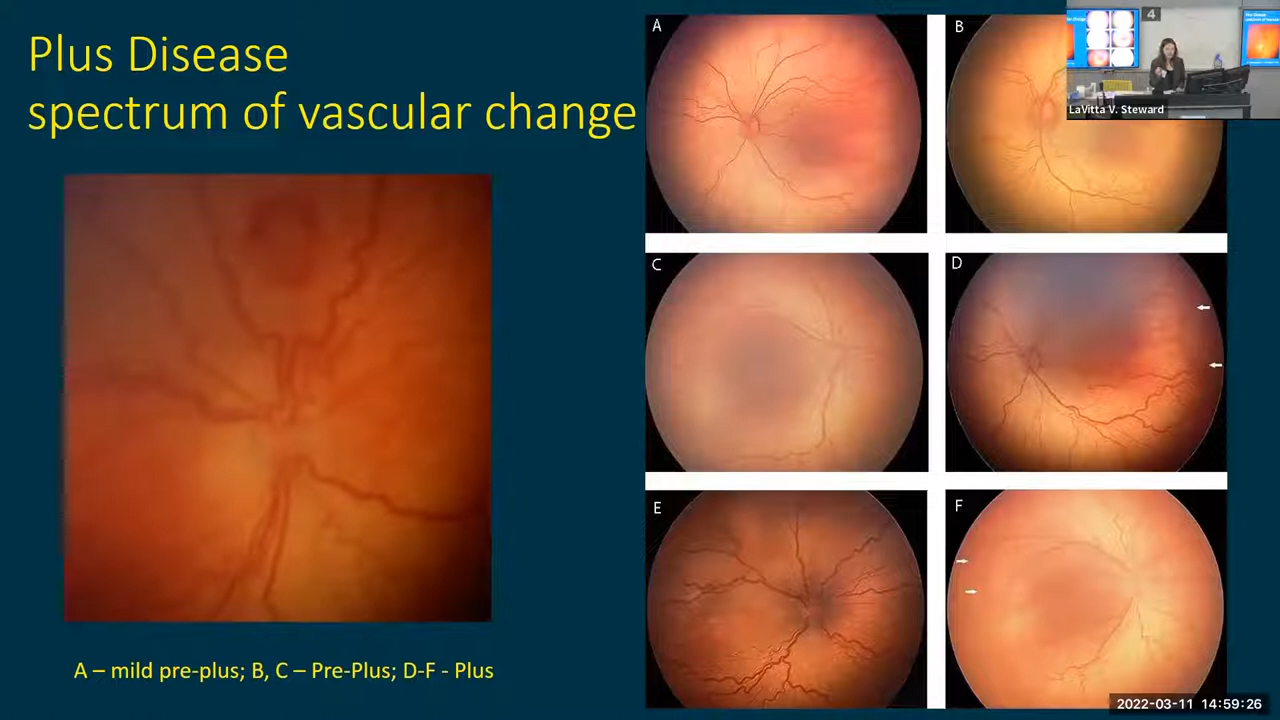 Plus Disease
spectrum of vascular change
A
B
4
LaVitta V. Steward
C
D
E
F
A – mild pre-plus; B, C – Pre-Plus; D-F - Plus
2022-03-11 14:59:26